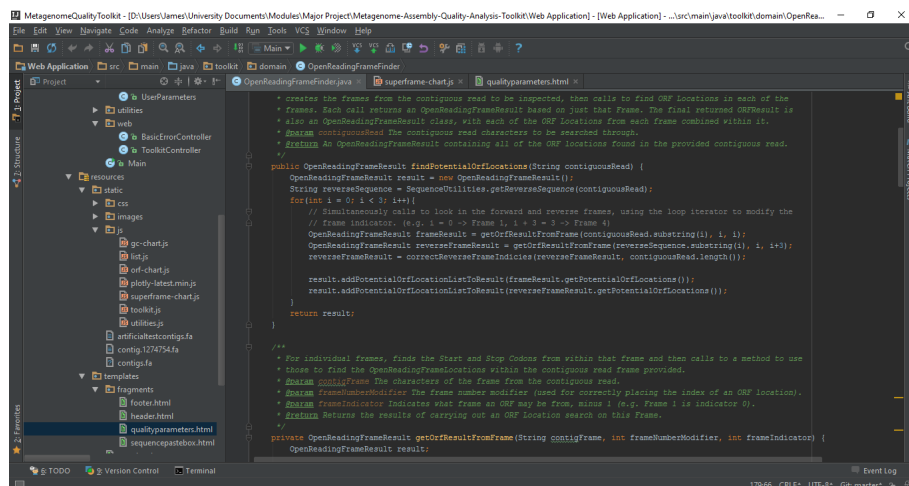 MetagenomeQualityToolkit - [D:\Users\James\University Documents\Modules\Major Project\Metagenome-Assembly-Quality-Analysis-Toolkit\Web Application] - [Web Application] - ...\src\main\java\toolkit\domain\OpenRea...
File Edit View Navigate Code Analyze Refactor Build Run Tools VCS Window Help
Main
Web Application src main java toolkit domain OpenReadingFrameFinder
Project
OpenReadingFrameFinder.java superframe-chart.js qualityparameters.html
1: Project
Z: Structure
2: Favorites
UserParameters
utilities
web
BasicErrorController
ToolkitController
Main
resources
static
css
images
js
gc-chart.js
list.js
orf-chart.js
plotly-latest.min.js
superframe-chart.js
toolkit.js
utilities.js
artificialtestcontigs.fa
contig.1274754.fa
contigs.fa
templates
fragments
footer.html
header.html
qualityparameters.html
sequencepastebox.html
* creates the frames from the contiguous read to be inspected, then calls to find ORF Locations in each of the
* frames. Each call returns an OpenReadingFrameResult based on just that Frame. The final returned ORFResult is
* also an OpenReadingFrameResult class, with each of the ORF Locations from each frame combined within it.
* @param contiguousRead The contiguous read characters to be searched through.
* @return An OpenReadingFrameResult containing all of the ORF locations found in the provided contiguous read.
*/
public OpenReadingFrameResult findPotentialOrfLocations(String contiguousRead) {
OpenReadingFrameResult result = new OpenReadingFrameResult();
String reverseSequence = SequenceUtilities.getReverseSequence(contiguousRead);
for(int i = 0; i < 3; i++){
// Simultaneously calls to look in the forward and reverse frames, using the loop iterator to modify the
// frame indicator. (e.g. i = 0 -> Frame 1, i + 3 = 3 -> Frame 4)
OpenReadingFrameResult frameResult = getOrfResultFromFrame(contiguousRead.substring(i), i, i);
OpenReadingFrameResult reverseFrameResult = getOrfResultFromFrame(reverseSequence.substring(i), i, i+3);
reverseFrameResult = correctReverseFrameIndicies(reverseFrameResult, contiguousRead.length());
result.addPotentialOrfLocationListToResult(frameResult.getPotentialOrfLocations());
result.addPotentialOrfLocationListToResult(reverseFrameResult.getPotentialOrfLocations());
}
return result;
}
/**
* For individual frames, finds the Start and Stop Codons from within that frame and then calls to a method to use
* those to find the OpenReadingFrameLocations within the contiguous read frame provided.
* @param contigFrame The characters of the frame from the contiguous read.
* @param frameNumberModifier The frame number modifier (used for correctly placing the index of an ORF location).
* @param frameIndicator Indicates what frame an ORF may be from, minus 1 (e.g. Frame 1 is indicator 0).
* @return Returns the results of carrying out an ORF Location search on this Frame.
*/
private OpenReadingFrameResult getOrfResultFromFrame(String contigFrame, int frameNumberModifier, int frameIndicator) {
OpenReadingFrameResult result;
6: TODO 9: Version Control Terminal Event Log